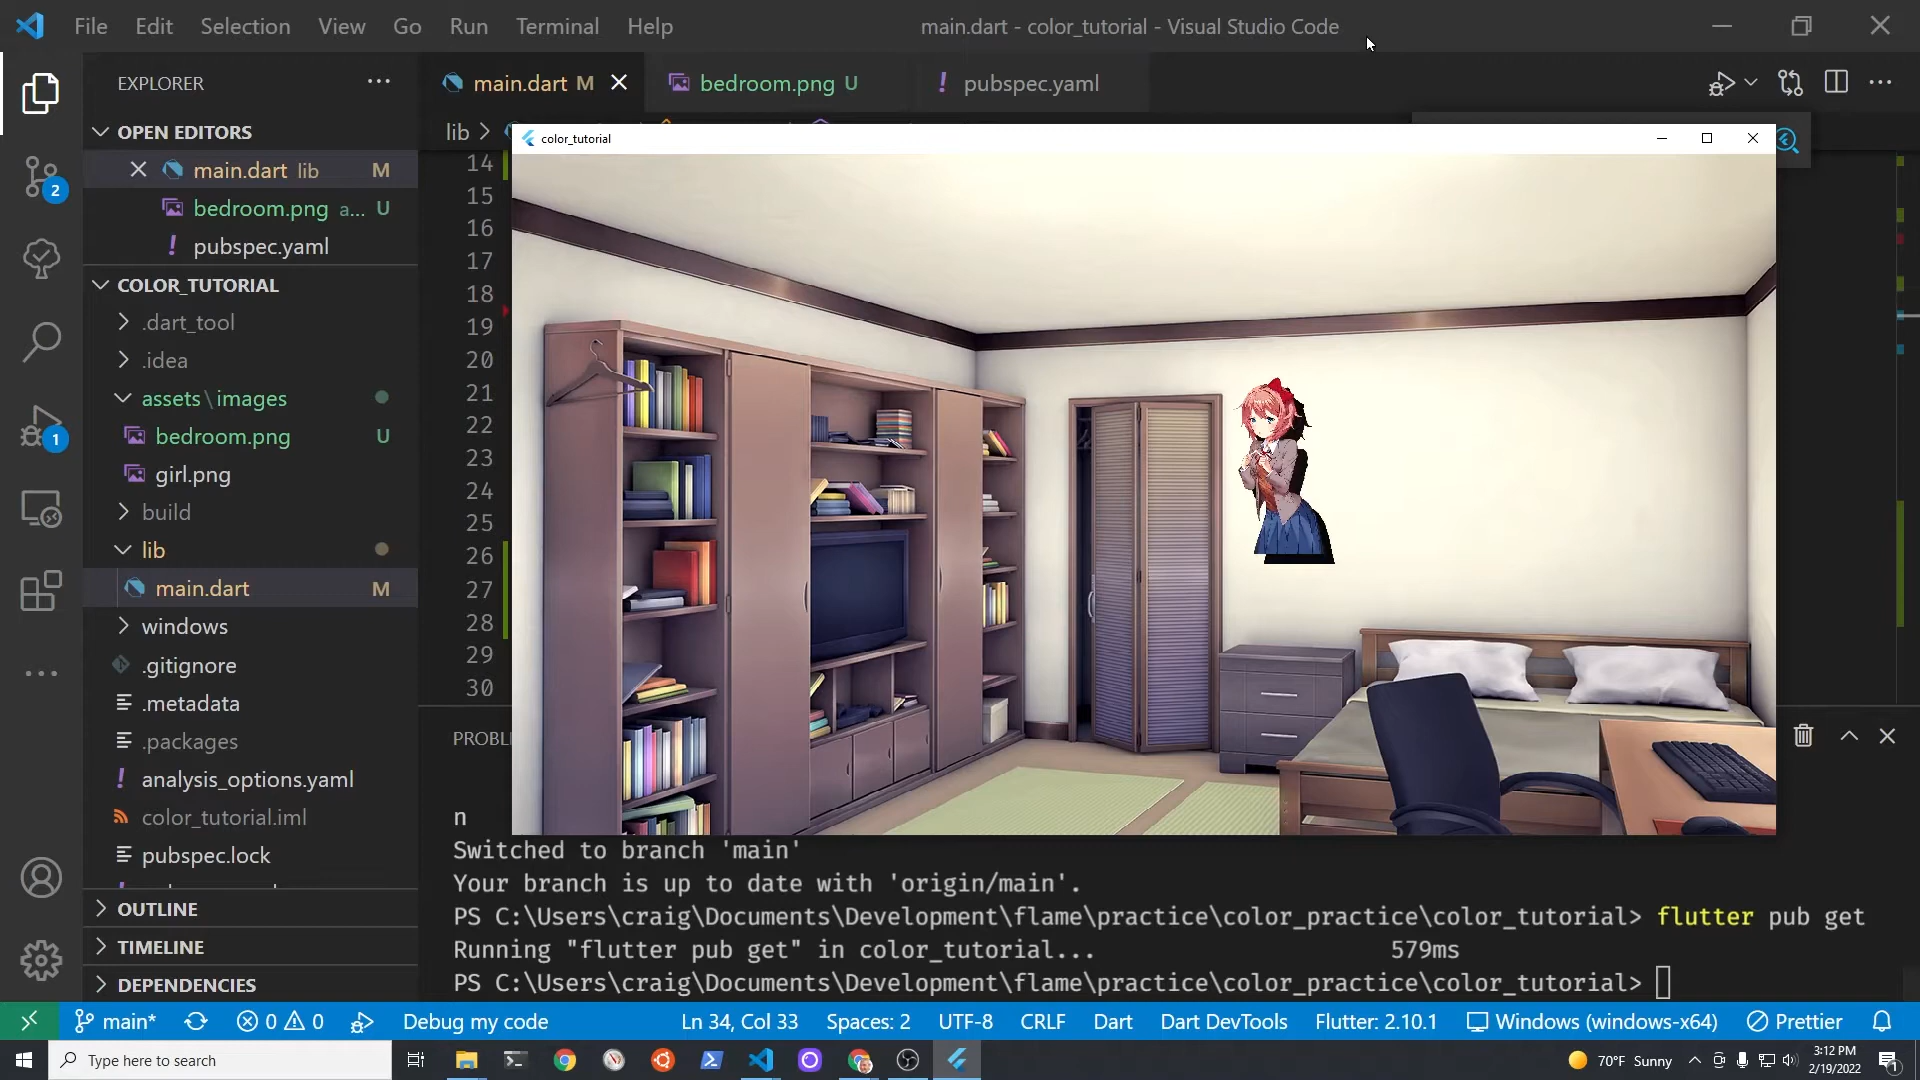 File Edit Selection View Go Run Terminal Help
main.dart - color_tutorial - Visual Studio Code
EXPLORER
main.dart M
bedroom.png U
! pubspec.yaml
OPEN EDITORS
lib >
color_tutorial
main.dart lib M
bedroom.png a... U
! pubspec.yaml
COLOR_TUTORIAL
.dart_tool
.idea
assets\images
bedroom.png U
girl.png
build
lib
main.dart M
windows
.gitignore
.metadata
.packages
! analysis_options.yaml
color_tutorial.iml
pubspec.lock
OUTLINE
TIMELINE
DEPENDENCIES
2
1
14
15
16
17
18
19
20
21
22
23
24
25
26
27
28
29
30
PROBL
n
Switched to branch 'main'
Your branch is up to date with 'origin/main'.
PS C:\Users\craig\Documents\Development\flame\practice\color_practice\color_tutorial> flutter pub get
Running "flutter pub get" in color_tutorial... 579ms
PS C:\Users\craig\Documents\Development\flame\practice\color_practice\color_tutorial>
main* 0 0 Debug my code Ln 34, Col 33 Spaces: 2 UTF-8 CRLF Dart Dart DevTools Flutter: 2.10.1 Windows (windows-x64) Prettier
Type here to search
70°F Sunny
3:12 PM
2/19/2022
1